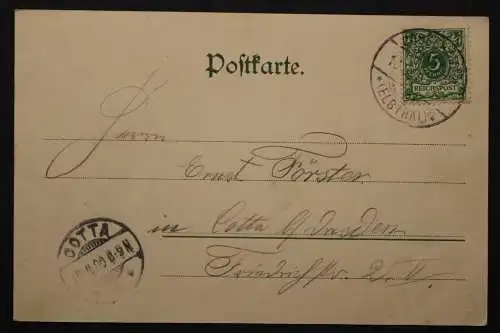 Postkarte.
5
REICHSPOST
(ELBTHAL)
Herrn
Ernst Förster
in Cotta b/Dresden
Friedrichstr.
COTTA